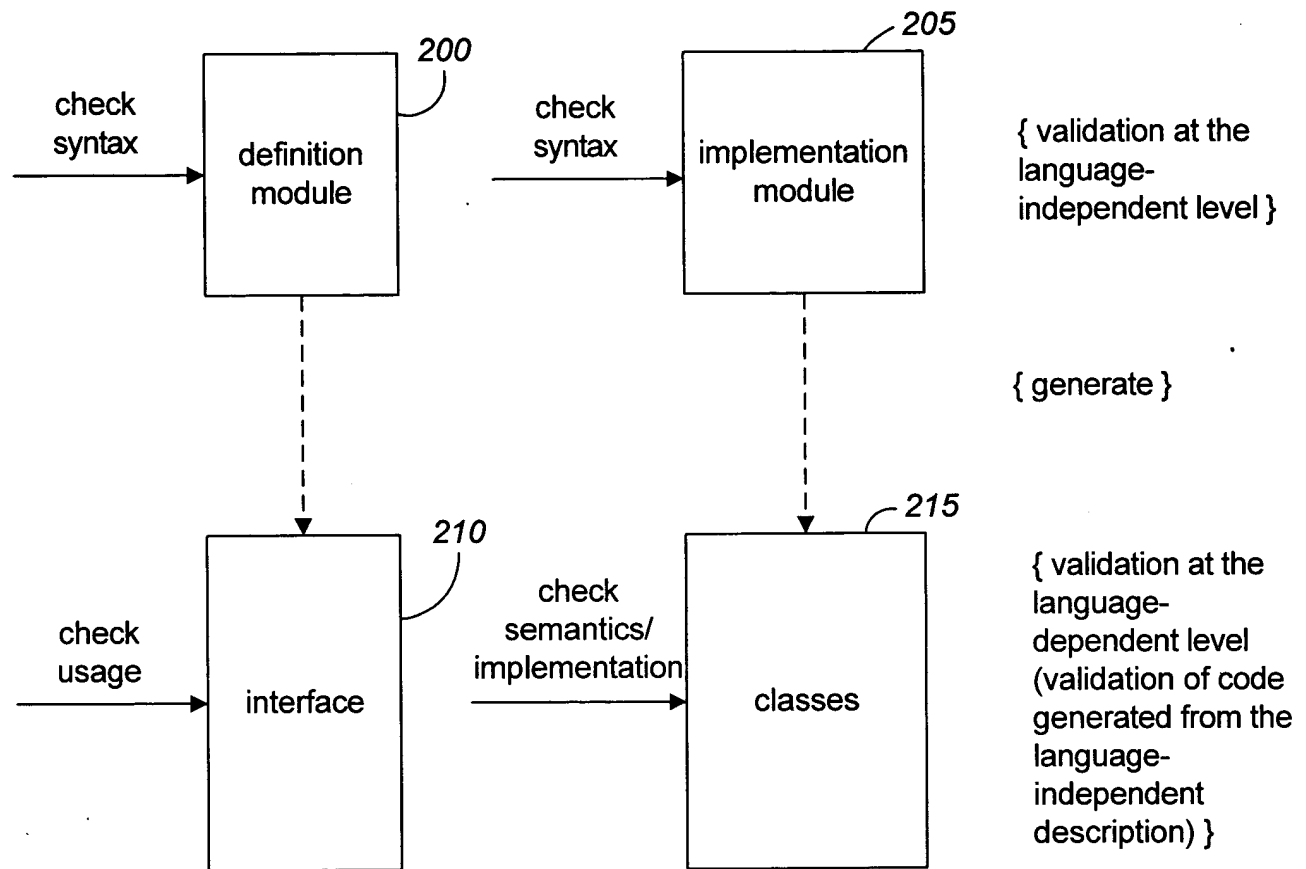 200
205
check
syntax
definition
module
check
syntax
implementation
module
{ validation at the
language-
independent level }
{ generate }
210
215
check
usage
interface
check
semantics/
implementation
classes
{ validation at the
language-
dependent level
(validation of code
generated from the
language-
independent
description) }